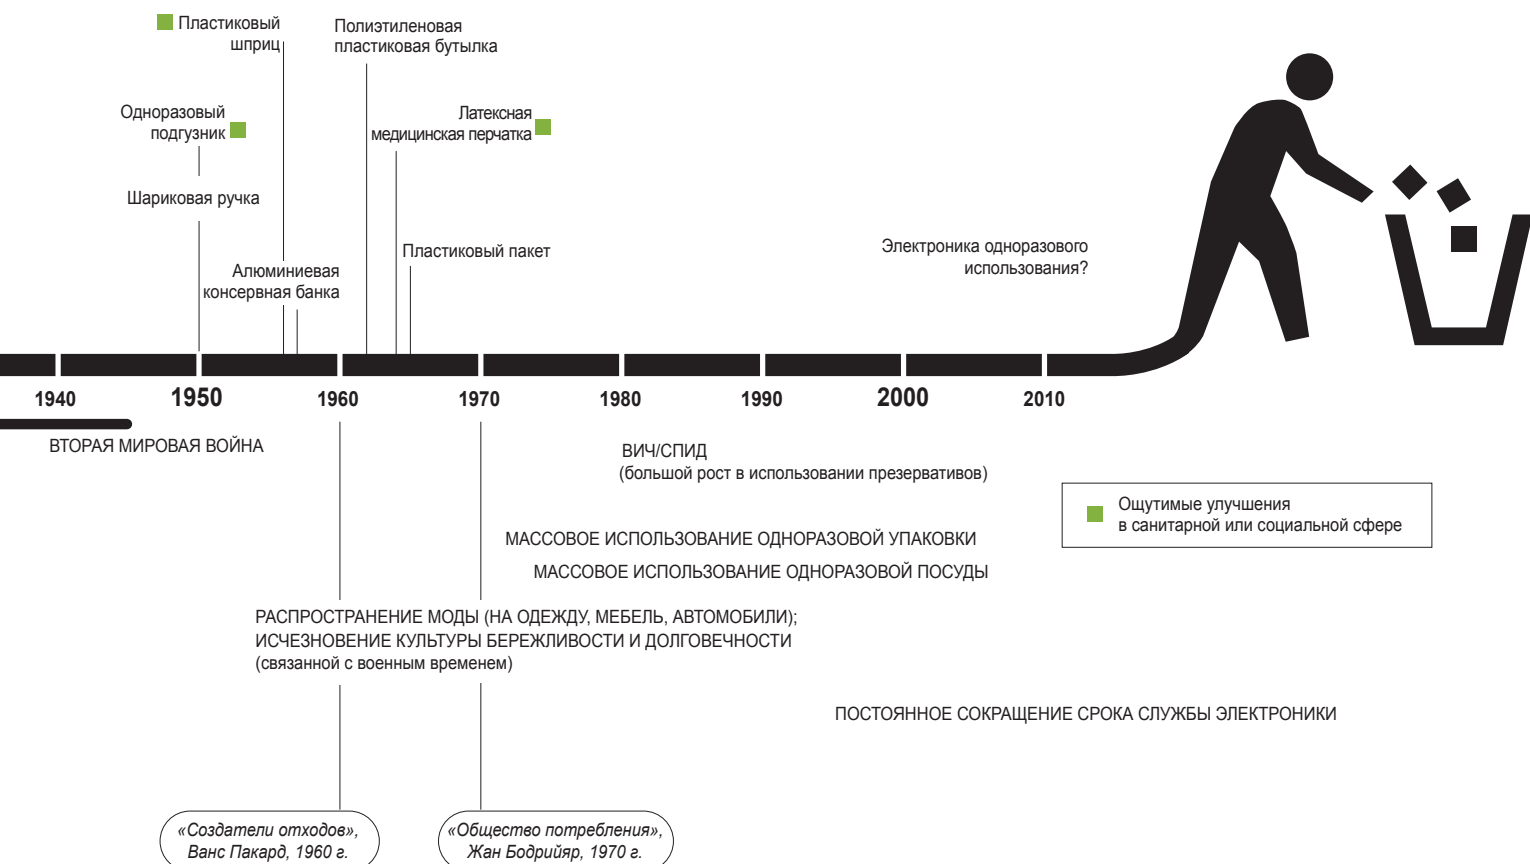 Пластиковый
шприц
Полиэтиленовая
пластиковая бутылка
Одноразовый
подгузник
Латексная
медицинская перчатка
Шариковая ручка
Алюминиевая
консервная банка
Пластиковый пакет
Электроника одноразового
использования?
1940
1950
1960
1970
1980
1990
2000
2010
ВТОРАЯ МИРОВАЯ ВОЙНА
ВИЧ/СПИД
(большой рост в использовании презервативов)
Ощутимые улучшения
в санитарной или социальной сфере
МАССОВОЕ ИСПОЛЬЗОВАНИЕ ОДНОРАЗОВОЙ УПАКОВКИ
МАССОВОЕ ИСПОЛЬЗОВАНИЕ ОДНОРАЗОВОЙ ПОСУДЫ
РАСПРОСТРАНЕНИЕ МОДЫ (НА ОДЕЖДУ, МЕБЕЛЬ, АВТОМОБИЛИ);
ИСЧЕЗНОВЕНИЕ КУЛЬТУРЫ БЕРЕЖЛИВОСТИ И ДОЛГОВЕЧНОСТИ
(связанной с военным временем)
ПОСТОЯННОЕ СОКРАЩЕНИЕ СРОКА СЛУЖБЫ ЭЛЕКТРОНИКИ
«Создатели отходов»,
Ванс Пакард, 1960 г.
«Общество потребления»,
Жан Бодрийяр, 1970 г.